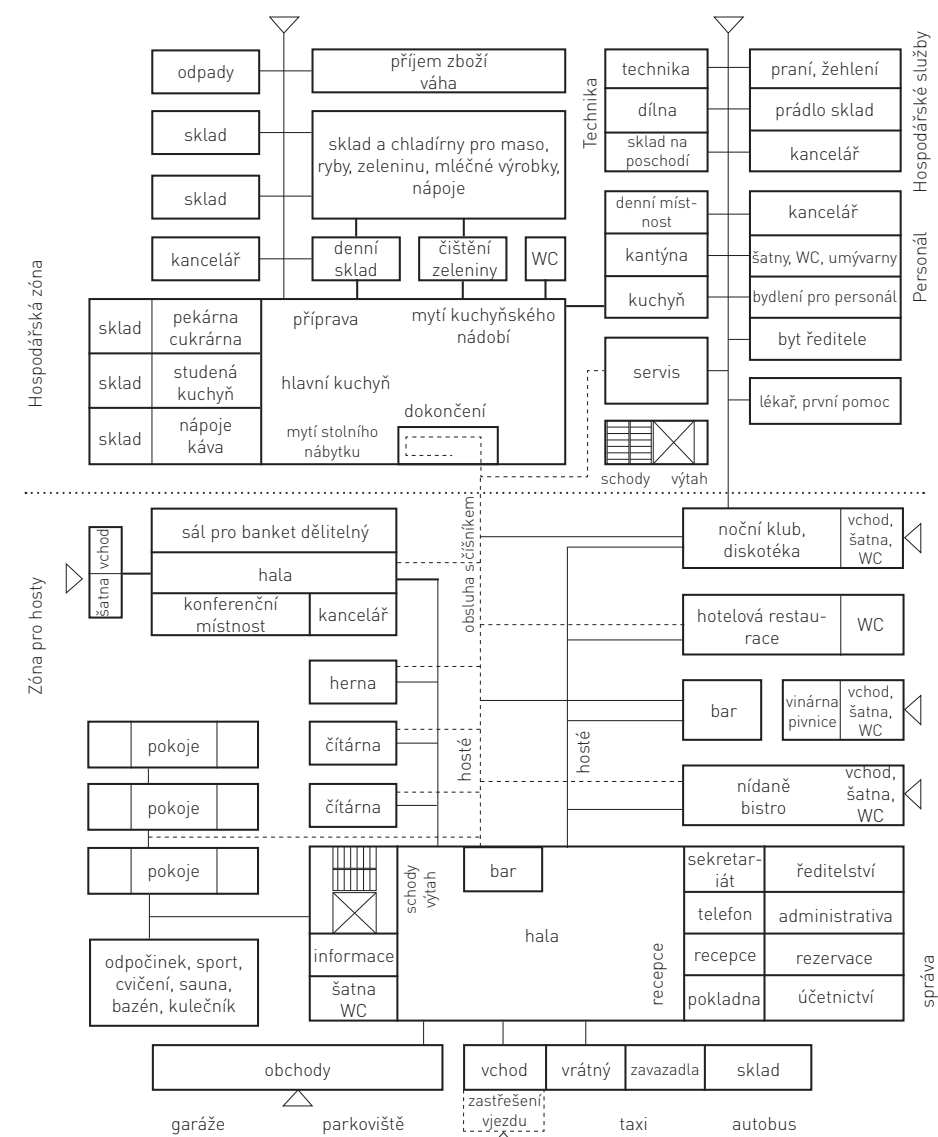 odpady
příjem zboží
váha
sklad
sklad a chladírny pro maso,
ryby, zeleninu, mléčné výrobky,
nápoje
sklad
kancelář
denní
sklad
čištění
zeleniny
WC
Hospodářská zóna
sklad
pekárna
cukrárna
sklad
studená
kuchyň
sklad
nápoje
káva
příprava
mytí kuchyňského
nádobí
hlavní kuchyň
dokončení
mytí stolního
nábytku
Technika
technika
dílna
sklad na
poschodí
praní, žehlení
prádlo sklad
kancelář
Hospodářské služby
denní míst-
nost
kantýna
kuchyň
kancelář
šatny, WC, umývarny
bydlení pro personál
byt ředitele
Personál
servis
lékař, první pomoc
schody
výtah
Zóna pro hosty
šatna
vchod
sál pro banket dělitelný
hala
konferenční
místnost
kancelář
obsluha s číšníkem
noční klub,
diskotéka
vchod,
šatna,
WC
hotelová restau-
race
WC
herna
bar
vinárna
pivnice
vchod,
šatna,
WC
čítárna
hosté
hosté
čítárna
nídaně
bistro
vchod,
šatna,
WC
pokoje
pokoje
pokoje
odpočinek, sport,
cvičení, sauna,
bazén, kulečník
schody
výtah
informace
šatna
WC
bar
hala
recepce
sekretar-
iát
ředitelství
telefon
administrativa
recepce
rezervace
pokladna
účetnictví
správa
obchody
vchod
vrátný
zavazadla
sklad
zastřešení
vjezdu
garáže
parkoviště
taxi
autobus